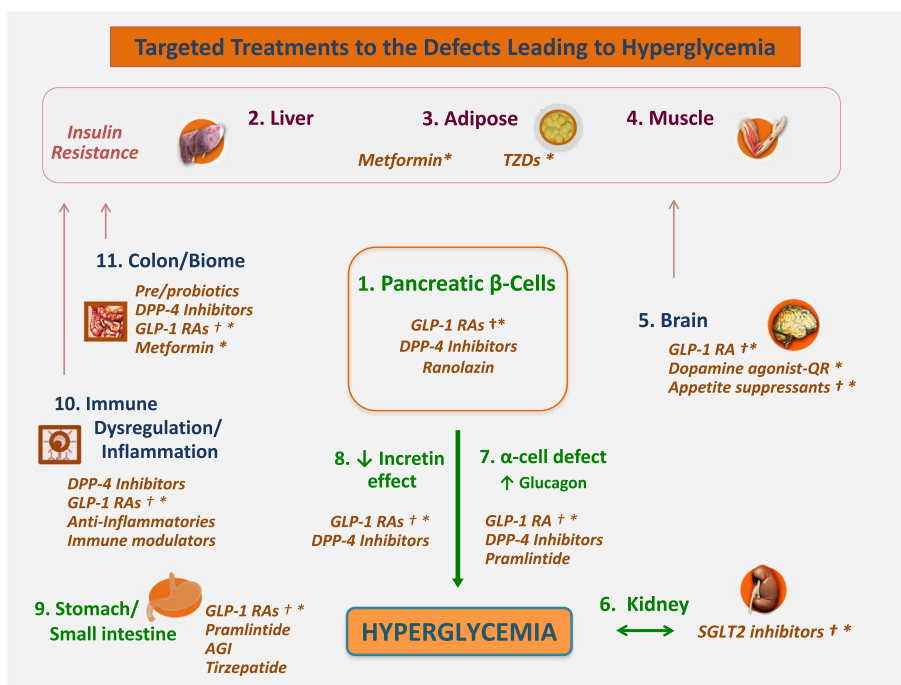 Targeted Treatments to the Defects Leading to Hyperglycemia
Insulin
Resistance
2. Liver
3. Adipose
4. Muscle
Metformin*
TZDs *
11. Colon/Biome
Pre/probiotics
DPP-4 Inhibitors
GLP-1 RAs † *
Metformin *
1. Pancreatic β-Cells
GLP-1 RAs †*
DPP-4 Inhibitors
Ranolazin
5. Brain
GLP-1 RA †*
Dopamine agonist-QR *
Appetite suppressants † *
10. Immune
Dysregulation/
Inflammation
DPP-4 Inhibitors
GLP-1 RAs † *
Anti-Inflammatories
Immune modulators
8. ↓ Incretin
effect
GLP-1 RAs † *
DPP-4 Inhibitors
7. α-cell defect
↑ Glucagon
GLP-1 RA † *
DPP-4 Inhibitors
Pramlintide
9. Stomach/
Small intestine
GLP-1 RAs † *
Pramlintide
AGI
Tirzepatide
HYPERGLYCEMIA
6. Kidney
SGLT2 inhibitors † *